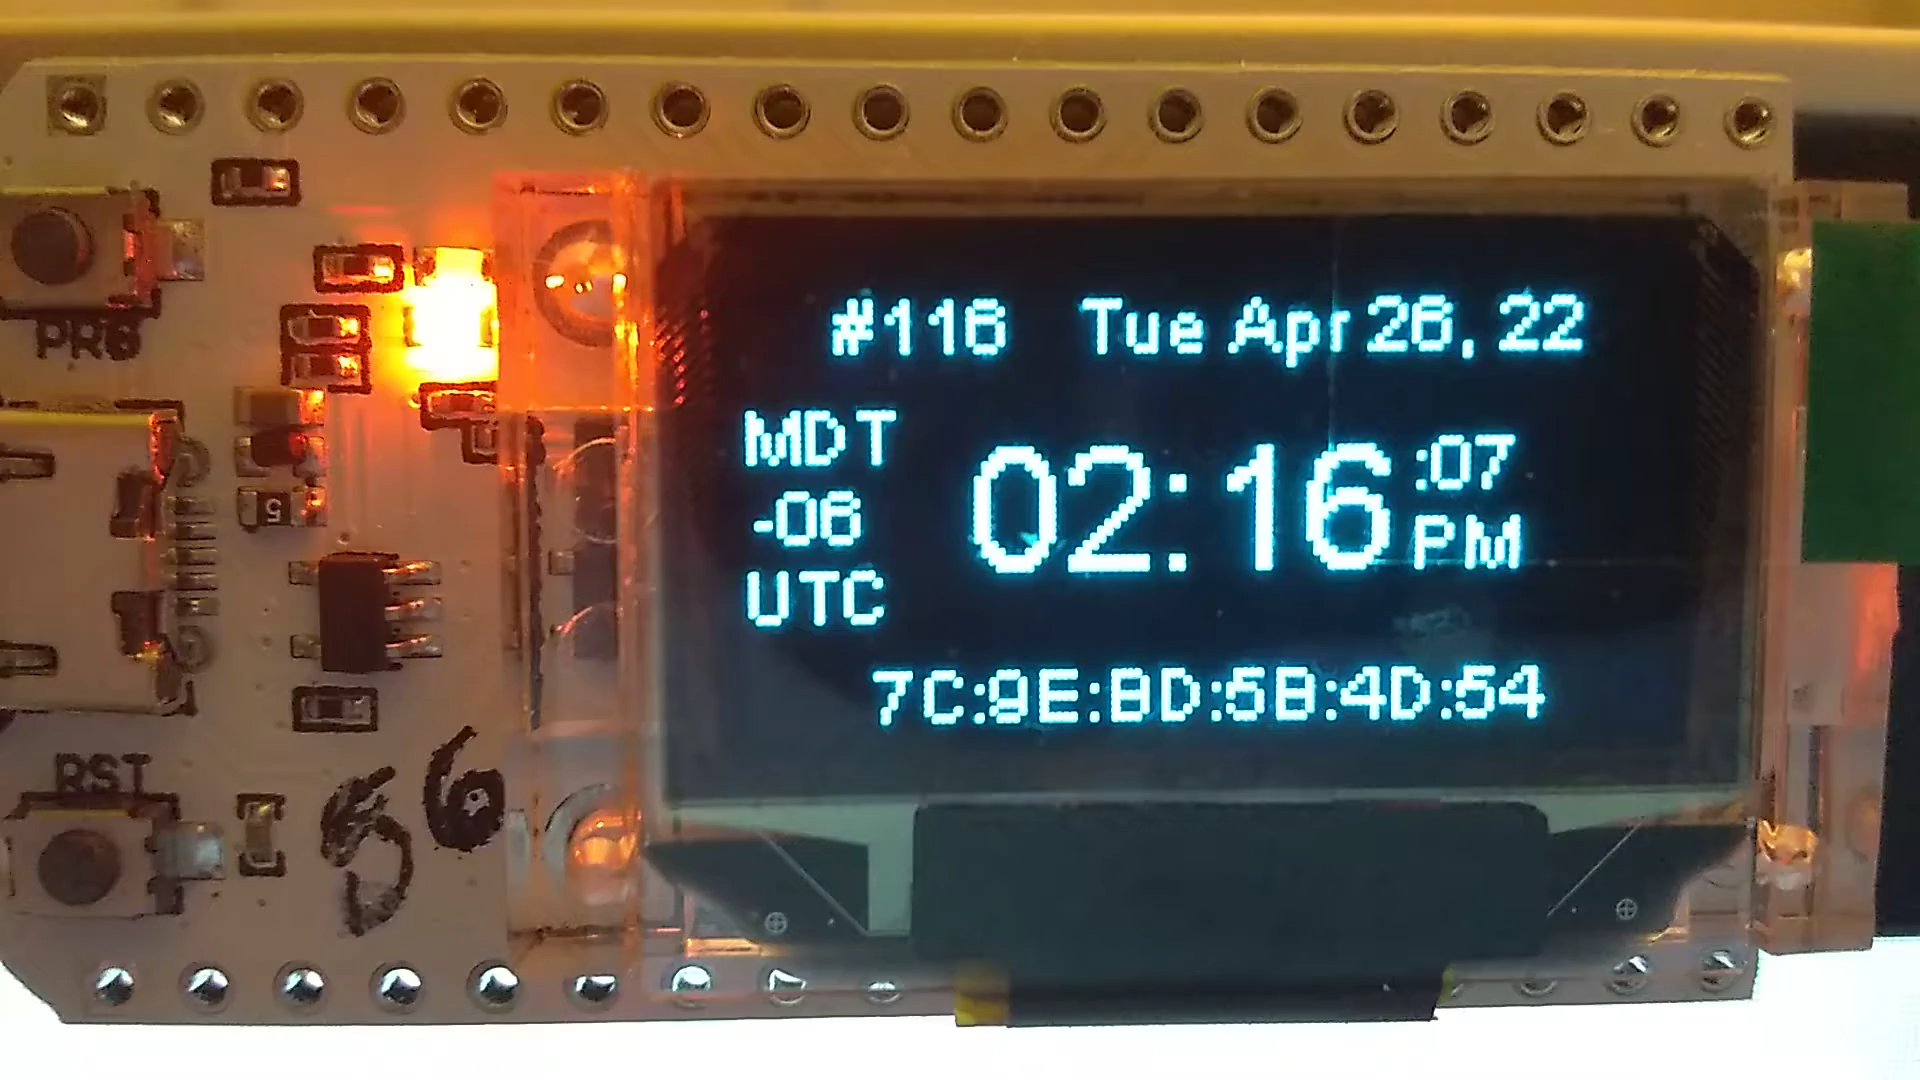 #116 Tue Apr 26, 22
MDT
-06
UTC
02:16
:07
PM
7C:9E:BD:5B:4D:54
PRG
RST
5
56